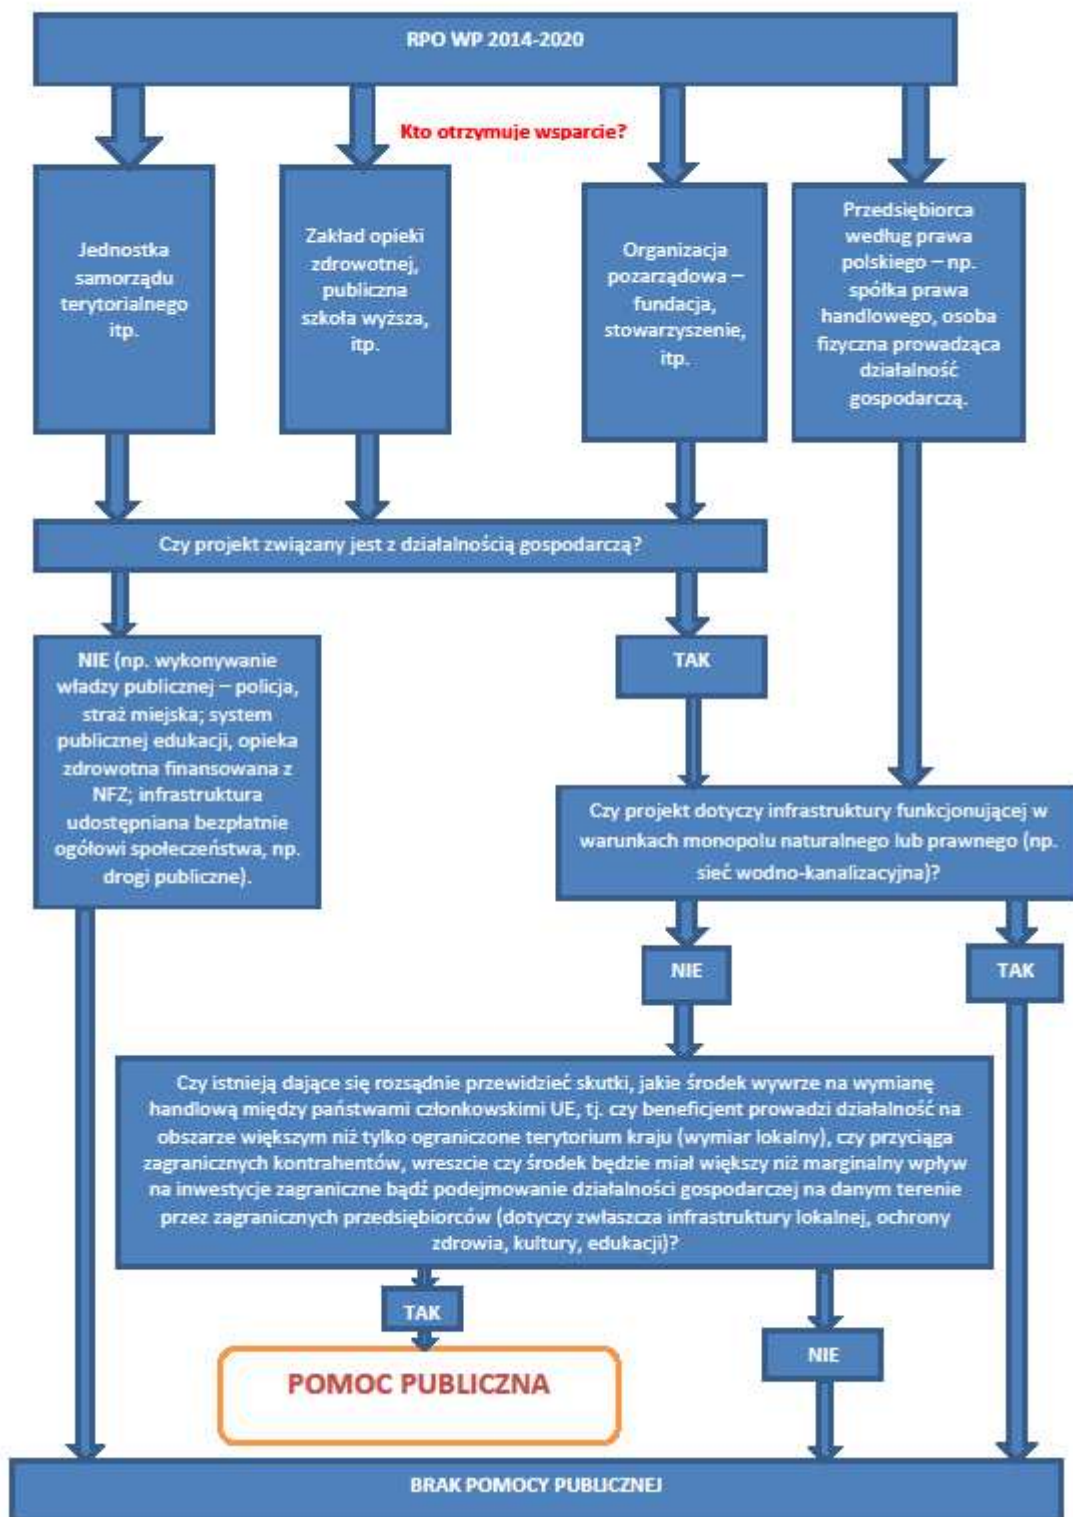 RPO WP 2014-2020
Kto otrzymuje wsparcie?
Jednostka
samorządu
terytorialnego
itp.
Zakład opieki
zdrowotnej,
publiczna
szkoła wyższa,
itp.
Organizacja
pozarządowa –
fundacja,
stowarzyszenie,
itp.
Przedsiębiorca
według prawa
polskiego – np.
spółka prawa
handlowego, osoba
fizyczna prowadząca
działalność
gospodarczą.
Czy projekt związany jest z działalnością gospodarczą?
NIE (np. wykonywanie
władzy publicznej – policja,
straż miejska; system
publicznej edukacji, opieka
zdrowotna finansowana z
NFZ; infrastruktura
udostępniana bezpłatnie
ogółowi społeczeństwa, np.
drogi publiczne).
TAK
Czy projekt dotyczy infrastruktury funkcjonującej w
warunkach monopolu naturalnego lub prawnego (np.
sieć wodno-kanalizacyjna)?
NIE
TAK
Czy istnieją dające się rozsądnie przewidzieć skutki, jakie środek wywrze na wymianę
handlową między państwami członkowskimi UE, tj. czy beneficjent prowadzi działalność na
obszarze większym niż tylko ograniczone terytorium kraju (wymiar lokalny), czy przyciąga
zagranicznych kontrahentów, wreszcie czy środek będzie miał większy niż marginalny wpływ
na inwestycje zagraniczne bądź podejmowanie działalności gospodarczej na danym terenie
przez zagranicznych przedsiębiorców (dotyczy zwłaszcza infrastruktury lokalnej, ochrony
zdrowia, kultury, edukacji)?
TAK
NIE
POMOC PUBLICZNA
BRAK POMOCY PUBLICZNEJ